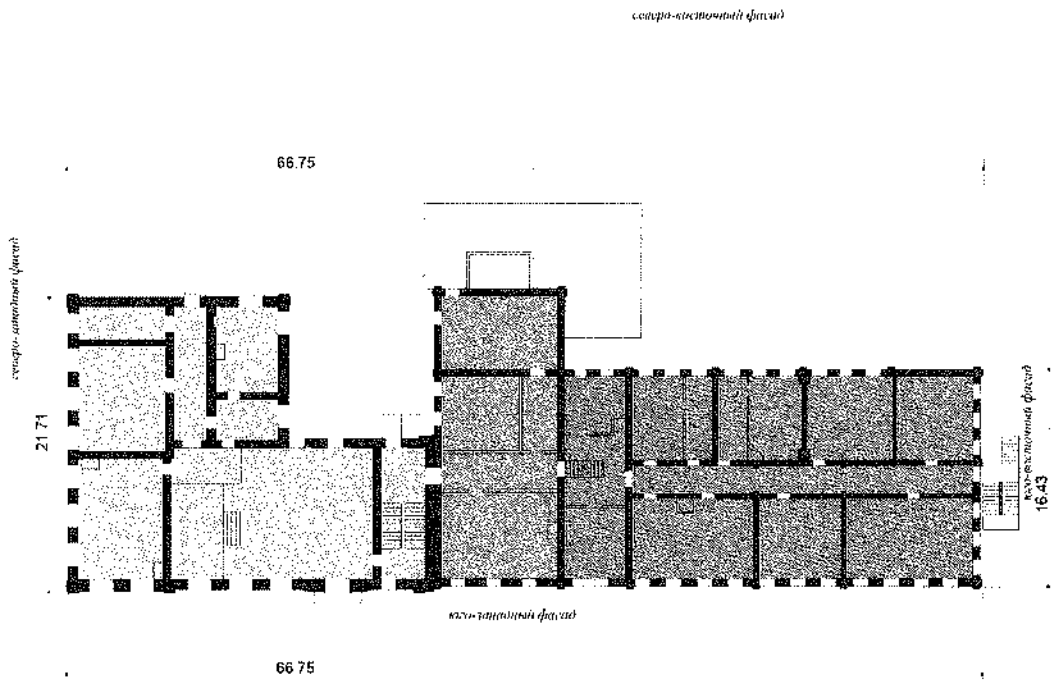 северо-восточный фасад
66.75
северо-западный фасад
21 71
юго-восточный фасад
16.43
юго-западный фасад
66 75